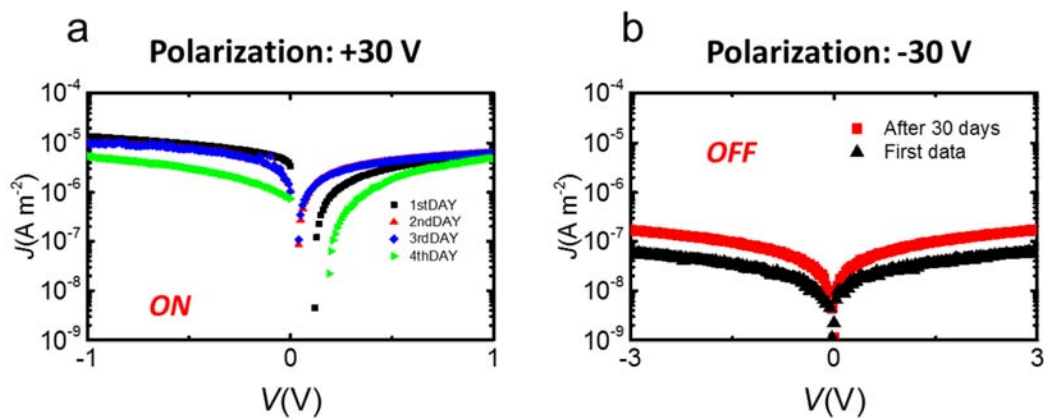 a
Polarization: +30 V
10⁻⁴
10⁻⁵
10⁻⁶
10⁻⁷
10⁻⁸
10⁻⁹
J(A m⁻²)
1stDAY
2ndDAY
3rdDAY
4thDAY
ON
-1
0
1
V(V)
b
Polarization: -30 V
10⁻⁴
10⁻⁵
10⁻⁶
10⁻⁷
10⁻⁸
10⁻⁹
J(A m⁻²)
OFF
After 30 days
First data
-3
0
3
V(V)